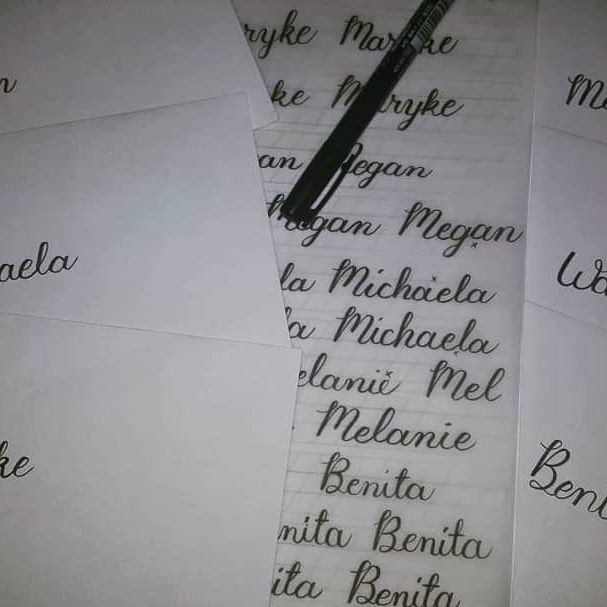 ryke Maryke
ke Maryke
an Megan
Megan Megan
la Michaela
la Michaela
elanie Mel
Melanie
Benita
nita Benita
ita Benita
n
aela
ke
M
Wa
Beni